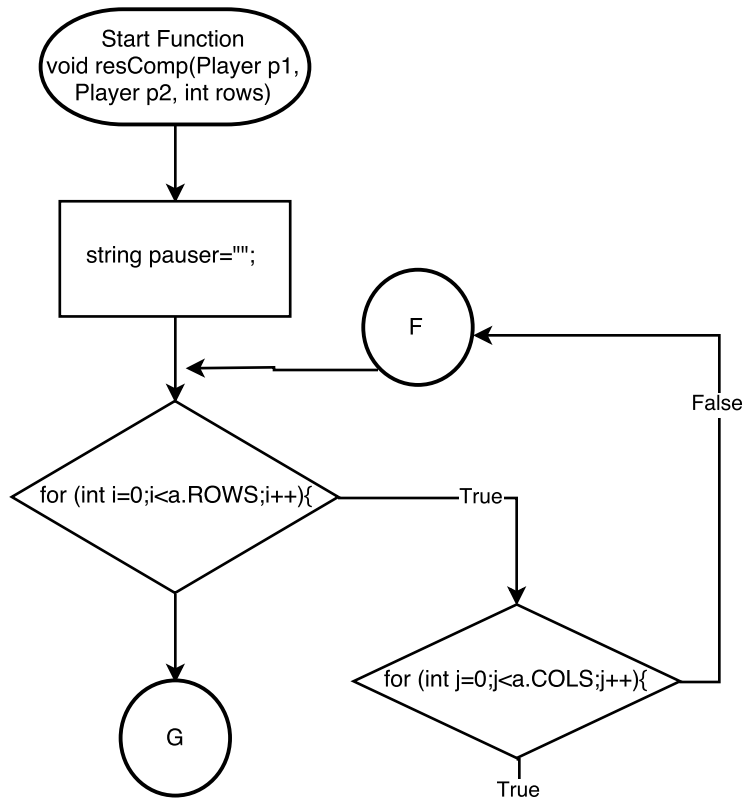 Start Function
void resComp(Player p1,
Player p2, int rows)
string pauser="";
F
False
for (int i=0;i<a.ROWS;i++){
True
for (int j=0;j<a.COLS;j++){
G
True